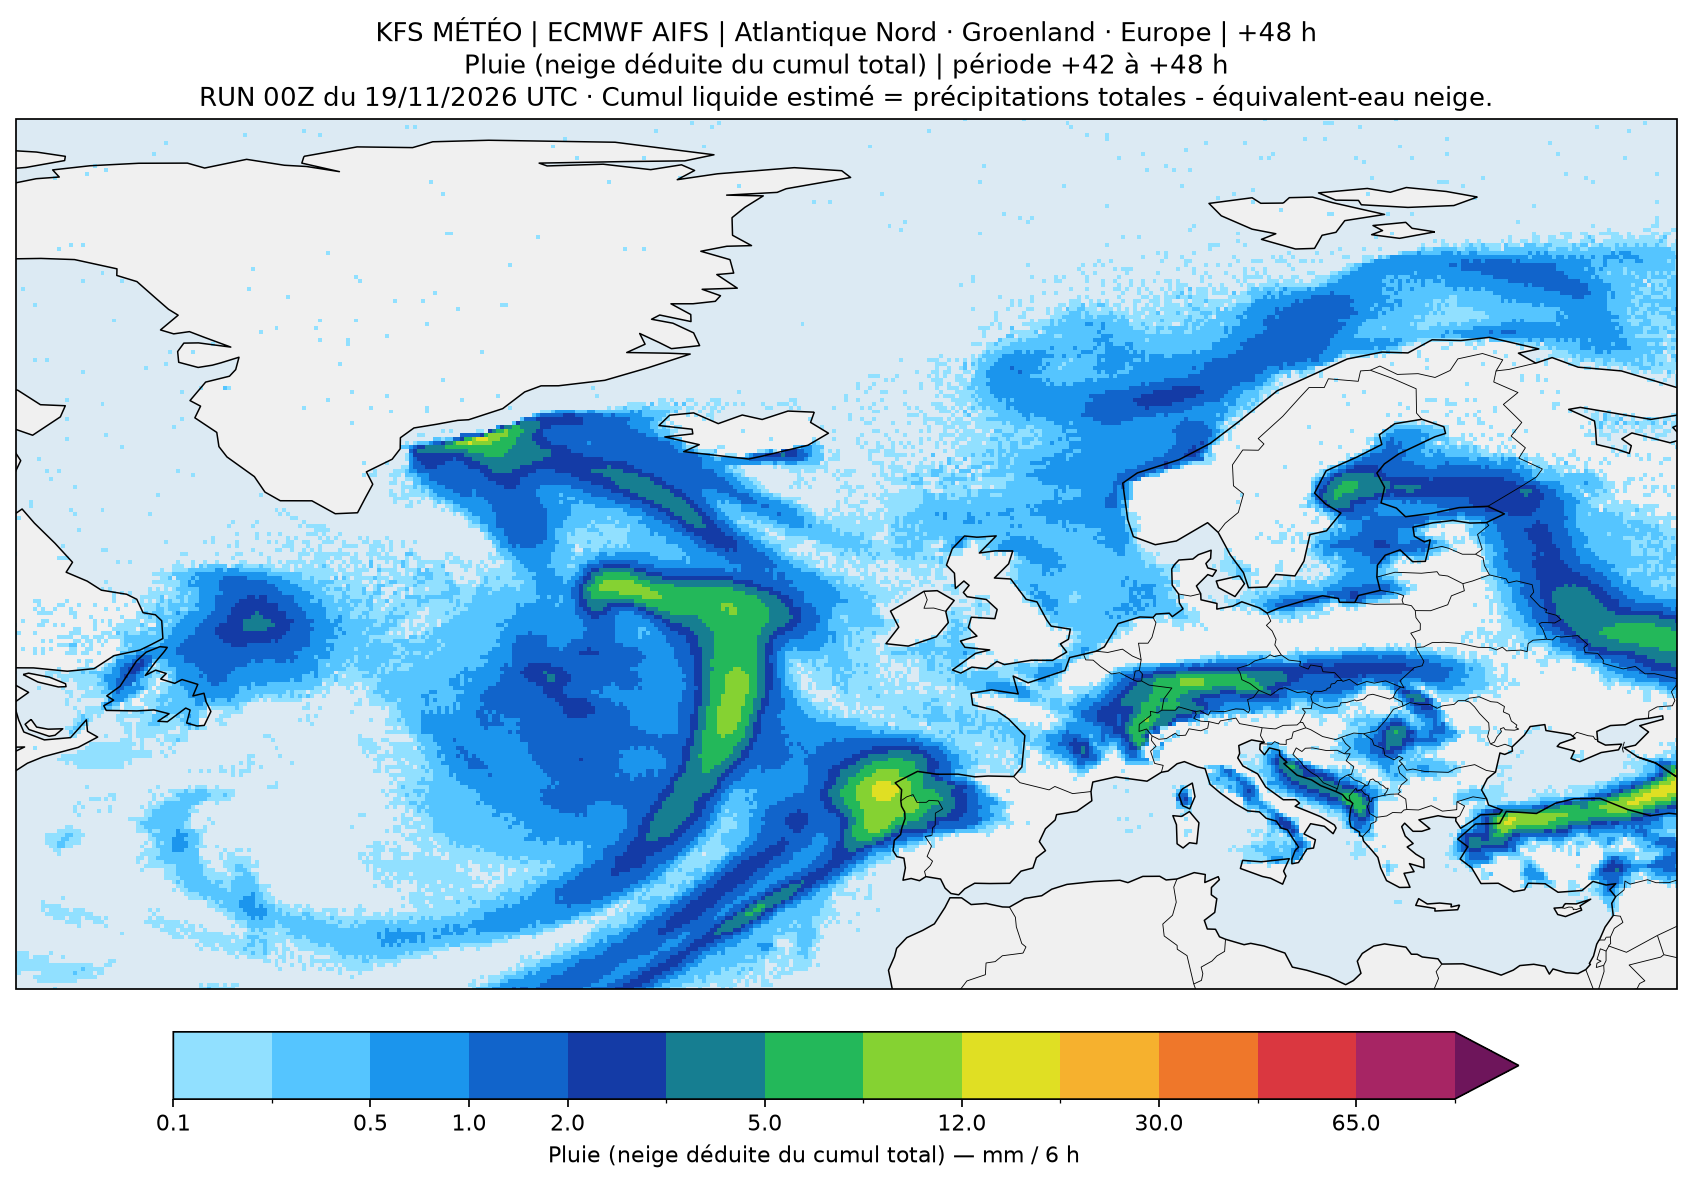 KFS MÉTÉO | ECMWF AIFS | Atlantique Nord · Groenland · Europe | +48 h
Pluie (neige déduite du cumul total) | période +42 à +48 h
RUN 00Z du 19/11/2026 UTC · Cumul liquide estimé = précipitations totales - équivalent-eau neige.
0.1 0.5 1.0 2.0 5.0 12.0 30.0 65.0
Pluie (neige déduite du cumul total) — mm / 6 h